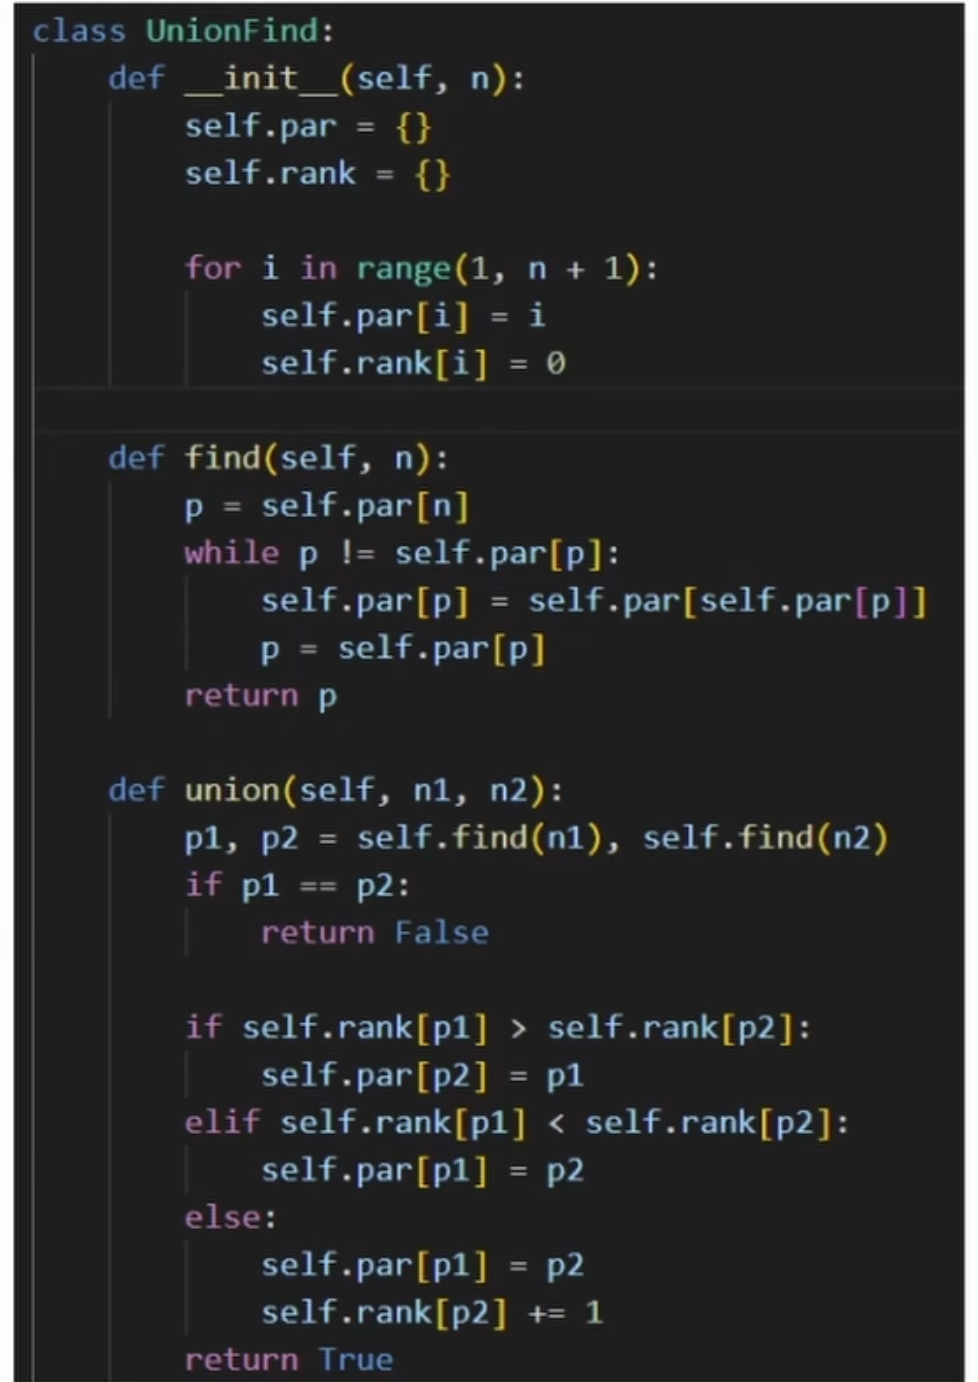 class UnionFind:
    def __init__(self, n):
        self.par = {}
        self.rank = {}

        for i in range(1, n + 1):
            self.par[i] = i
            self.rank[i] = 0

    def find(self, n):
        p = self.par[n]
        while p != self.par[p]:
            self.par[p] = self.par[self.par[p]]
            p = self.par[p]
        return p

    def union(self, n1, n2):
        p1, p2 = self.find(n1), self.find(n2)
        if p1 == p2:
            return False

        if self.rank[p1] > self.rank[p2]:
            self.par[p2] = p1
        elif self.rank[p1] < self.rank[p2]:
            self.par[p1] = p2
        else:
            self.par[p1] = p2
            self.rank[p2] += 1
        return True